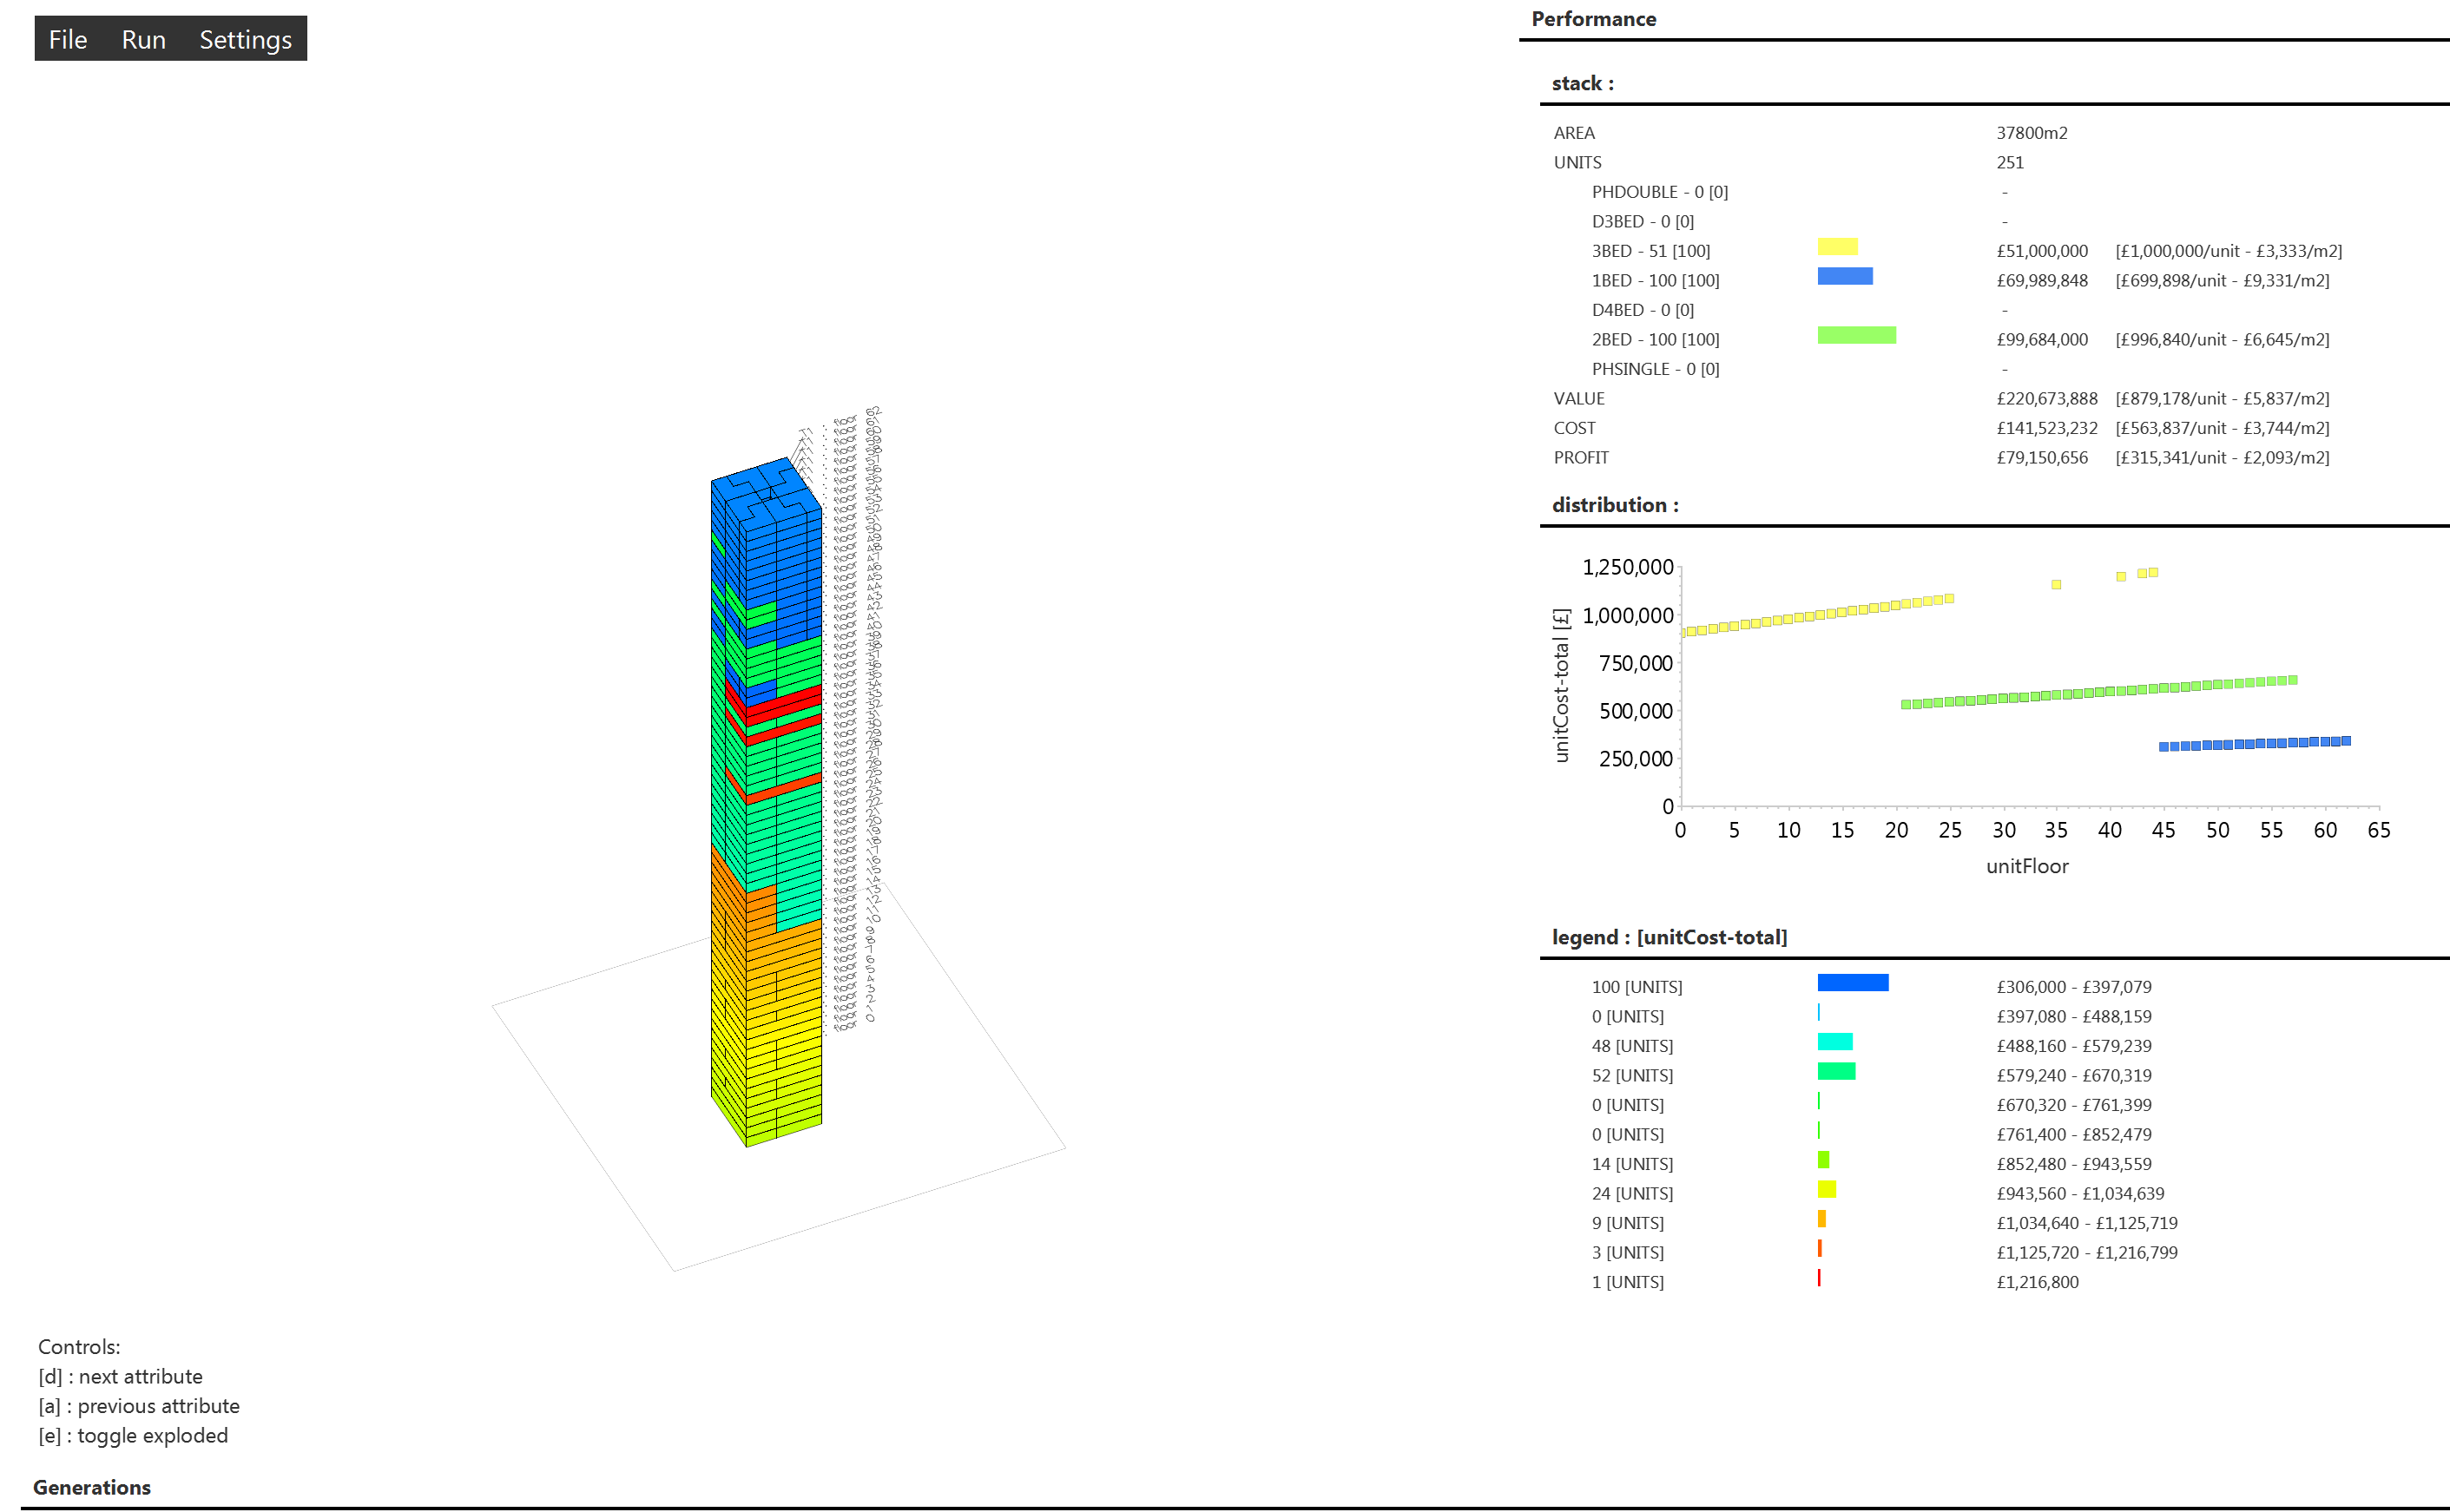 File Run Settings
Performance
stack :
AREA 37800m2
UNITS 251
PHDOUBLE - 0 [0] -
D3BED - 0 [0] -
3BED - 51 [100] £51,000,000 [£1,000,000/unit - £3,333/m2]
1BED - 100 [100] £69,989,848 [£699,898/unit - £9,331/m2]
D4BED - 0 [0] -
2BED - 100 [100] £99,684,000 [£996,840/unit - £6,645/m2]
PHSINGLE - 0 [0] -
VALUE £220,673,888 [£879,178/unit - £5,837/m2]
COST £141,523,232 [£563,837/unit - £3,744/m2]
PROFIT £79,150,656 [£315,341/unit - £2,093/m2]
distribution :
unitCost-total [£]
1,250,000
1,000,000
750,000
500,000
250,000
0
0 5 10 15 20 25 30 35 40 45 50 55 60 65
unitFloor
legend : [unitCost-total]
100 [UNITS] £306,000 - £397,079
0 [UNITS] £397,080 - £488,159
48 [UNITS] £488,160 - £579,239
52 [UNITS] £579,240 - £670,319
0 [UNITS] £670,320 - £761,399
0 [UNITS] £761,400 - £852,479
14 [UNITS] £852,480 - £943,559
24 [UNITS] £943,560 - £1,034,639
9 [UNITS] £1,034,640 - £1,125,719
3 [UNITS] £1,125,720 - £1,216,799
1 [UNITS] £1,216,800
Controls:
[d] : next attribute
[a] : previous attribute
[e] : toggle exploded
Generations